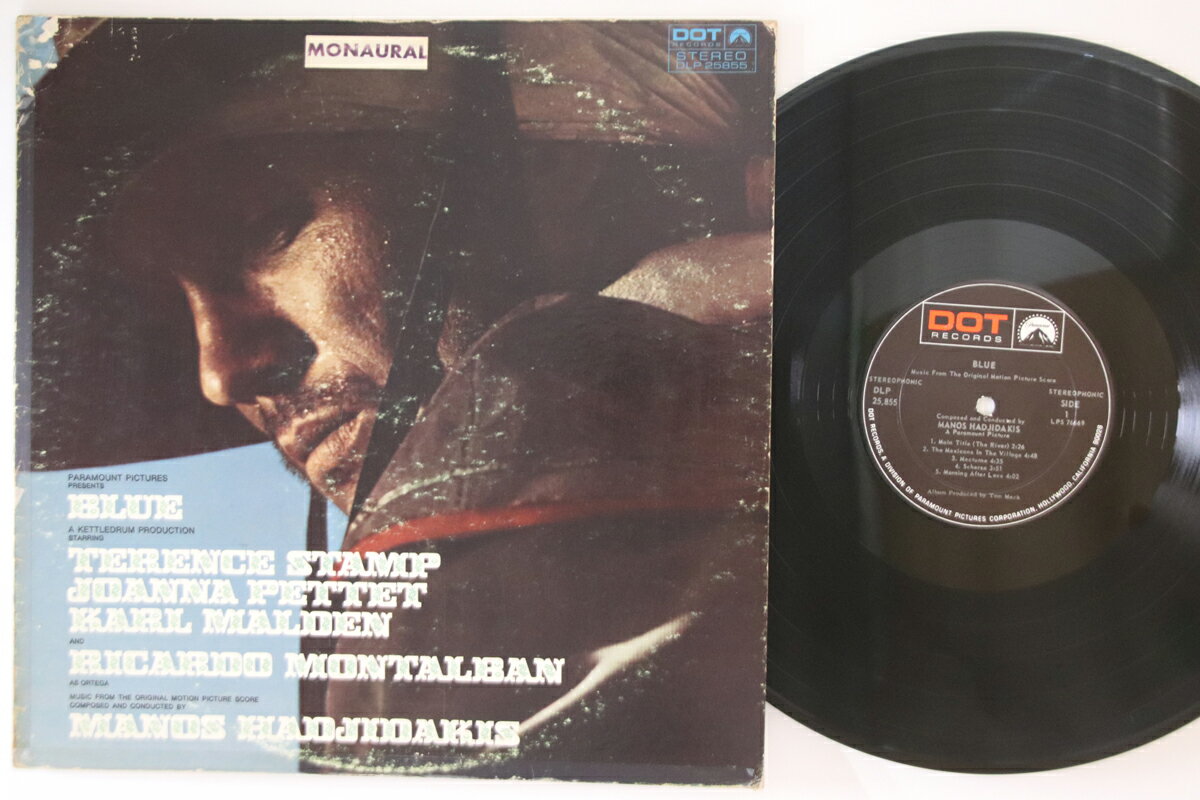 MONAURAL
DOT
RECORDS
STEREO
DLP 25855
PARAMOUNT PICTURES
PRESENTS
BLUE
A KETTLEDRUM PRODUCTION
STARRING
TERENCE STAMP
JOANNA PETTET
KARL MALDEN
AND
RICARDO MONTALBAN
AS ORTEGA
MUSIC FROM THE ORIGINAL MOTION PICTURE SCORE
COMPOSED AND CONDUCTED BY
MANOS HADJIDAKIS
DOT
RECORDS
Paramount
BLUE
Music From The Original Motion Picture Score
STEREOPHONIC
DLP
25,855
STEREOPHONIC
SIDE
1
LPS 76669
Composed and Conducted by
MANOS HADJIDAKIS
A Paramount Picture
1. Main Title (The River) 2:26
2. The Mexicans In The Village 4:48
3. Nocturne 4:35
4. Scherzo 3:51
5. Morning After Love 4:02
Album Produced by Tom Mack
DOT RECORDS, A DIVISION OF PARAMOUNT PICTURES CORPORATION, HOLLYWOOD, CALIFORNIA 90028